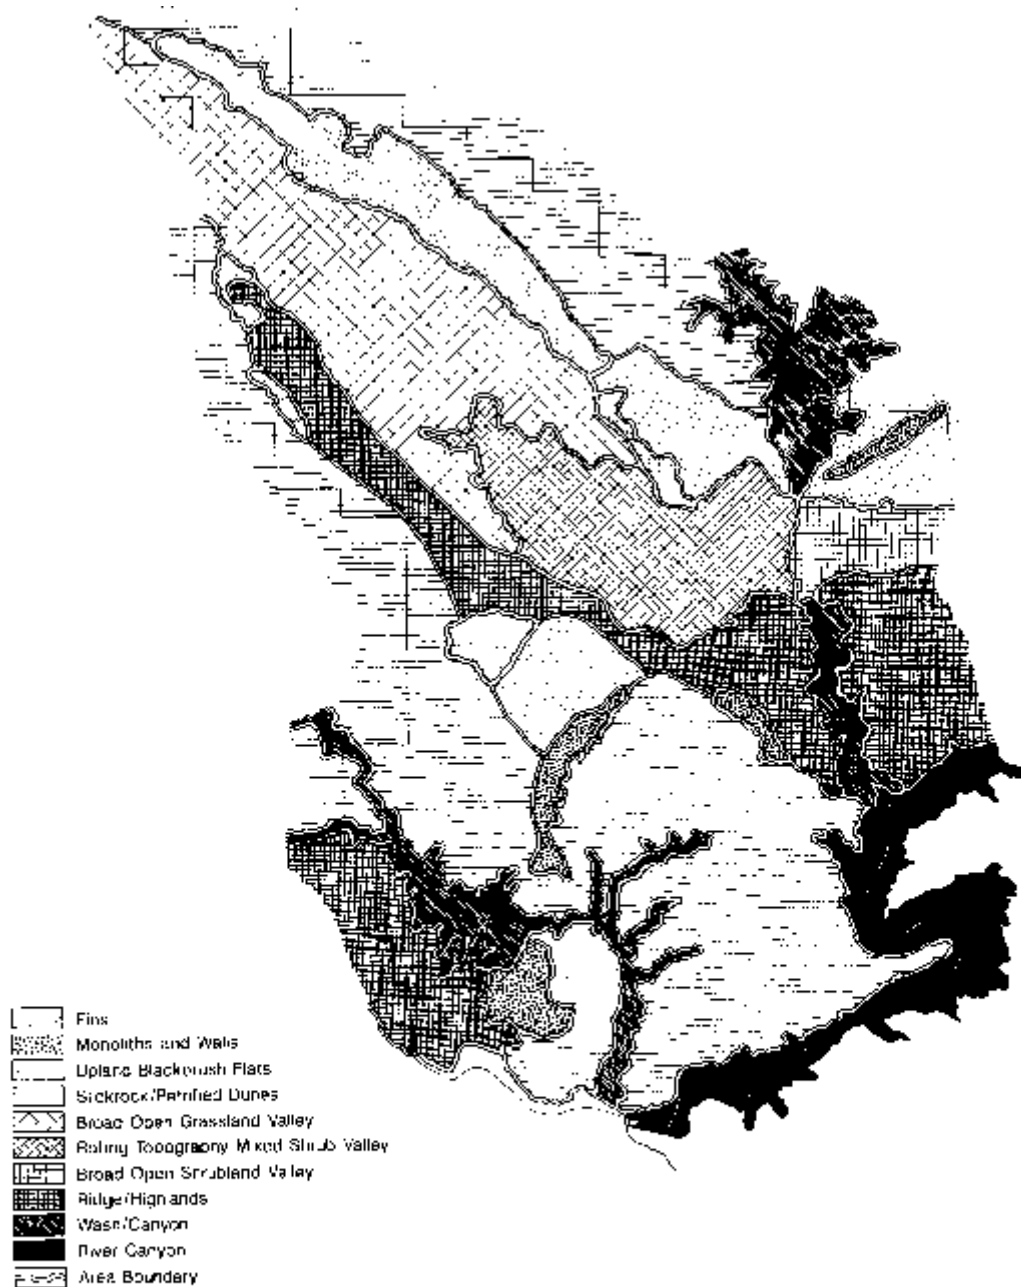 Fins
Monoliths and Walls
Upland Blackbrush Flats
Slickrock/Petrified Dunes
Broad Open Grassland Valley
Rolling Topography Mixed Shrub Valley
Broad Open Shrubland Valley
Ridge/Highlands
Wash/Canyon
River Canyon
Area Boundary